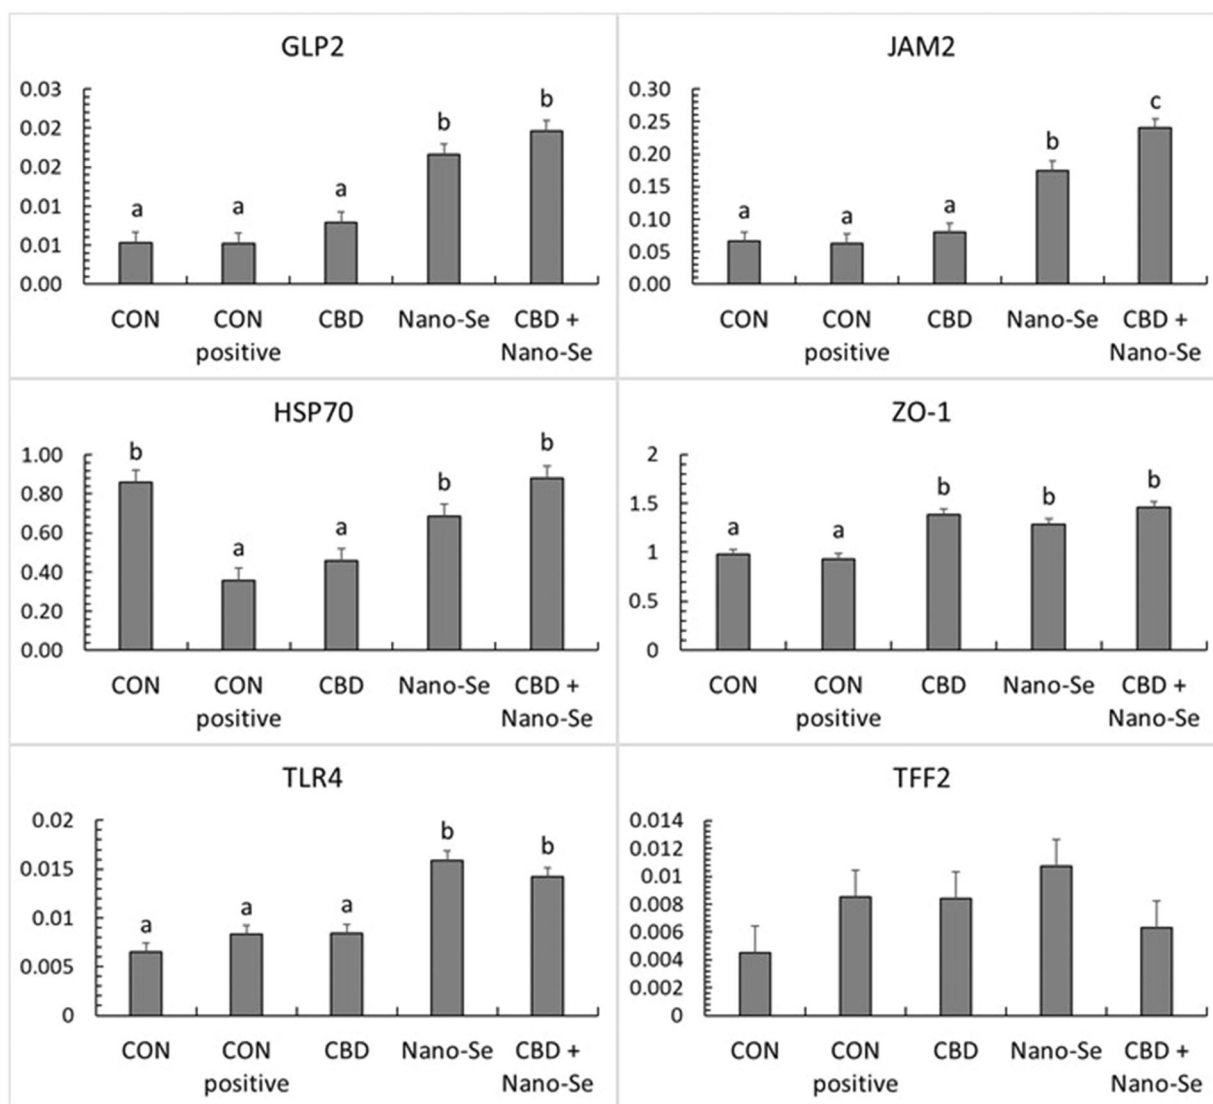 GLP2
0.03
0.02
0.02
0.01
0.01
0.00
a
a
a
b
b
CON
CON positive
CBD
Nano-Se
CBD + Nano-Se
JAM2
0.30
0.25
0.20
0.15
0.10
0.05
0.00
a
a
a
b
c
CON
CON positive
CBD
Nano-Se
CBD + Nano-Se
HSP70
1.00
0.80
0.60
0.40
0.20
0.00
b
a
a
b
b
CON
CON positive
CBD
Nano-Se
CBD + Nano-Se
ZO-1
2
1.5
1
0.5
0
a
a
b
b
b
CON
CON positive
CBD
Nano-Se
CBD + Nano-Se
TLR4
0.02
0.015
0.01
0.005
0
a
a
a
b
b
CON
CON positive
CBD
Nano-Se
CBD + Nano-Se
TFF2
0.014
0.012
0.01
0.008
0.006
0.004
0.002
0
CON
CON positive
CBD
Nano-Se
CBD + Nano-Se